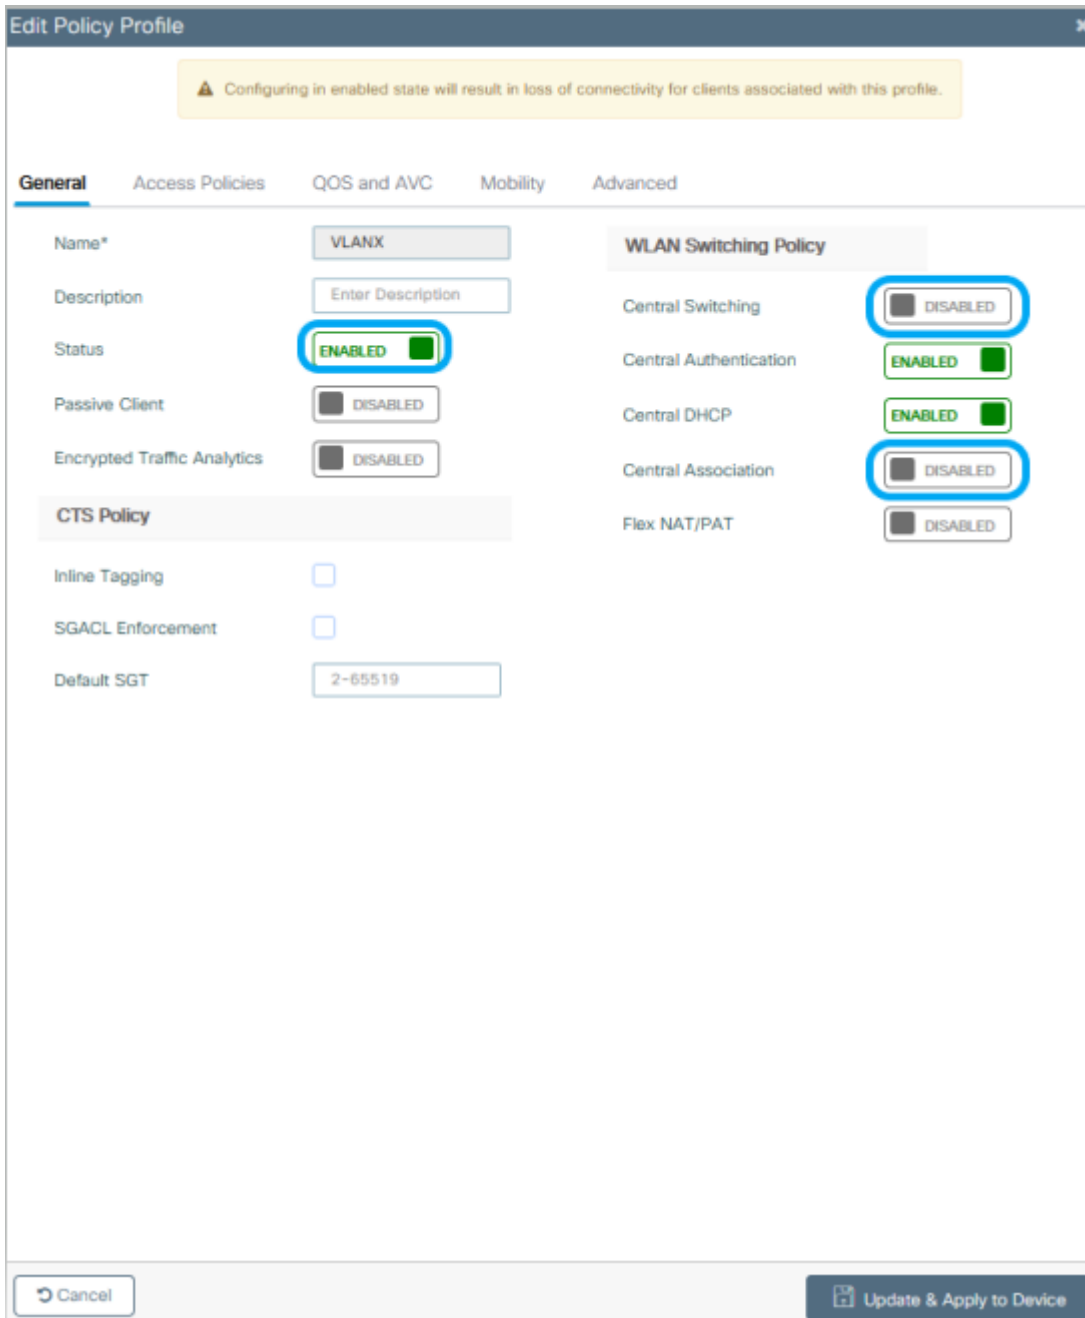 Edit Policy Profile
Configuring in enabled state will result in loss of connectivity for clients associated with this profile.
General Access Policies QOS and AVC Mobility Advanced
Name* VLANX
Description Enter Description
Status ENABLED
Passive Client DISABLED
Encrypted Traffic Analytics DISABLED
CTS Policy
Inline Tagging
SGACL Enforcement
Default SGT 2-65519
WLAN Switching Policy
Central Switching DISABLED
Central Authentication ENABLED
Central DHCP ENABLED
Central Association DISABLED
Flex NAT/PAT DISABLED
Cancel Update & Apply to Device